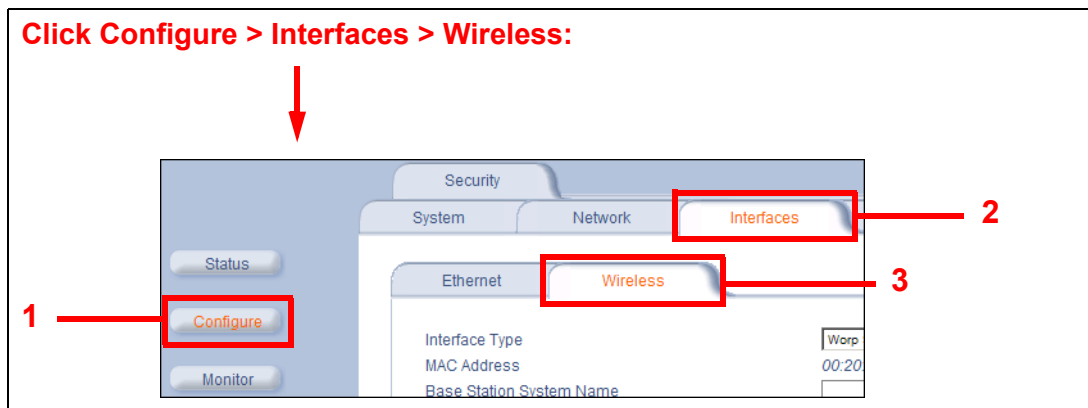 Click Configure > Interfaces > Wireless:
Security
System Network Interfaces
2
Status
Ethernet Wireless
3
1
Configure
Interface Type Worp
MAC Address 00:20:
Monitor
Base Station System Name